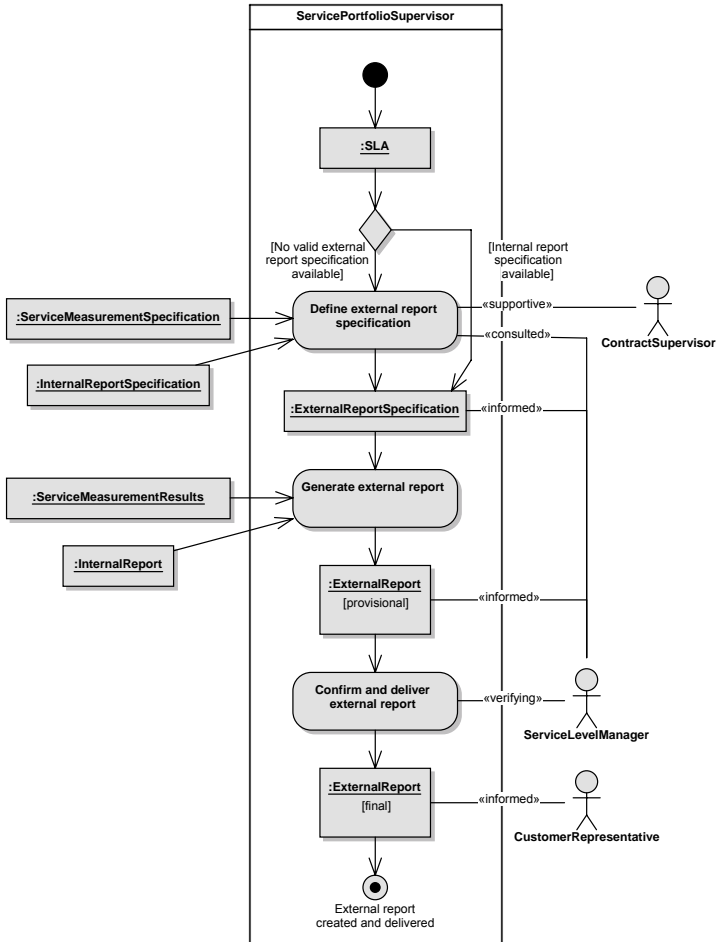 ServicePortfolioSupervisor
:SLA
[No valid external
report specification
available]
[Internal report
specification
available]
:ServiceMeasurementSpecification
Define external report
specification
«supportive»
«consulted»
ContractSupervisor
:InternalReportSpecification
:ExternalReportSpecification
«informed»
:ServiceMeasurementResults
Generate external report
:InternalReport
:ExternalReport
[provisional]
«informed»
Confirm and deliver
external report
«verifying»
ServiceLevelManager
:ExternalReport
[final]
«informed»
CustomerRepresentative
External report
created and delivered